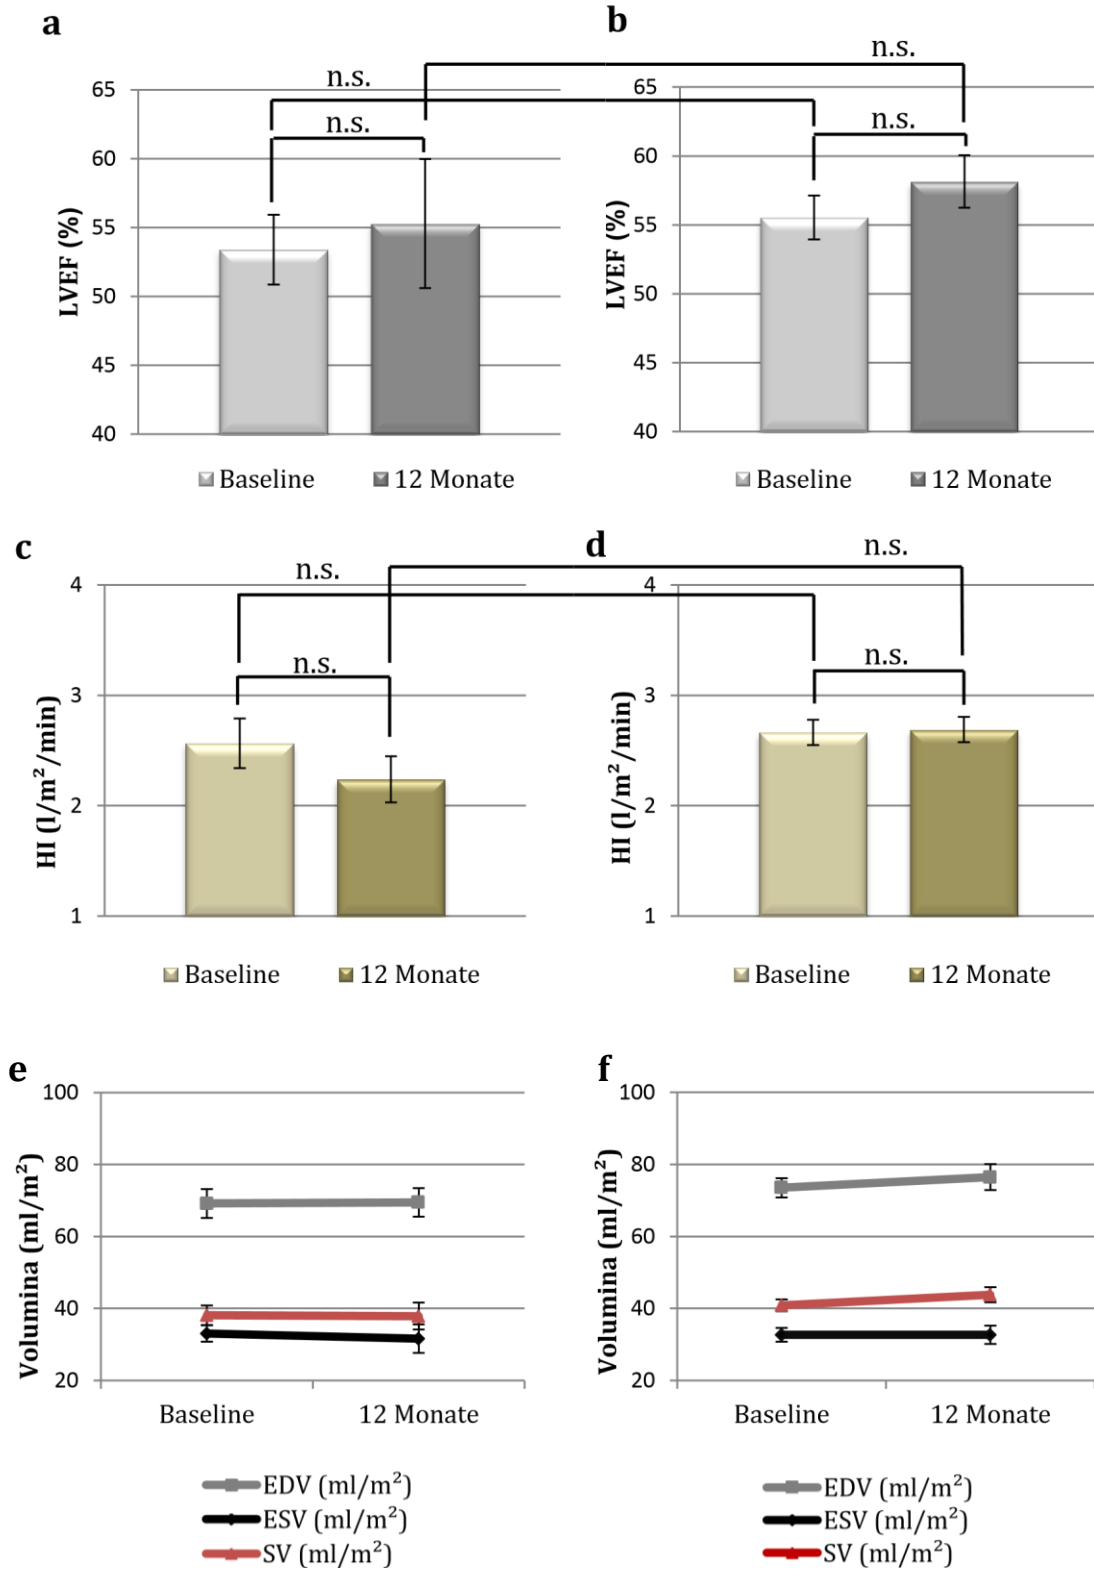 a
b
n.s.
n.s.
n.s.
n.s.
65
60
55
50
45
40
LVEF (%)
Baseline
12 Monate
65
60
55
50
45
40
LVEF (%)
Baseline
12 Monate
c
d
n.s.
n.s.
n.s.
n.s.
4
3
2
1
HI (l/m²/min)
Baseline
12 Monate
4
3
2
1
HI (l/m²/min)
Baseline
12 Monate
e
100
80
60
40
20
Volumina (ml/m²)
Baseline
12 Monate
EDV (ml/m²)
ESV (ml/m²)
SV (ml/m²)
f
100
80
60
40
20
Volumina (ml/m²)
Baseline
12 Monate
EDV (ml/m²)
ESV (ml/m²)
SV (ml/m²)